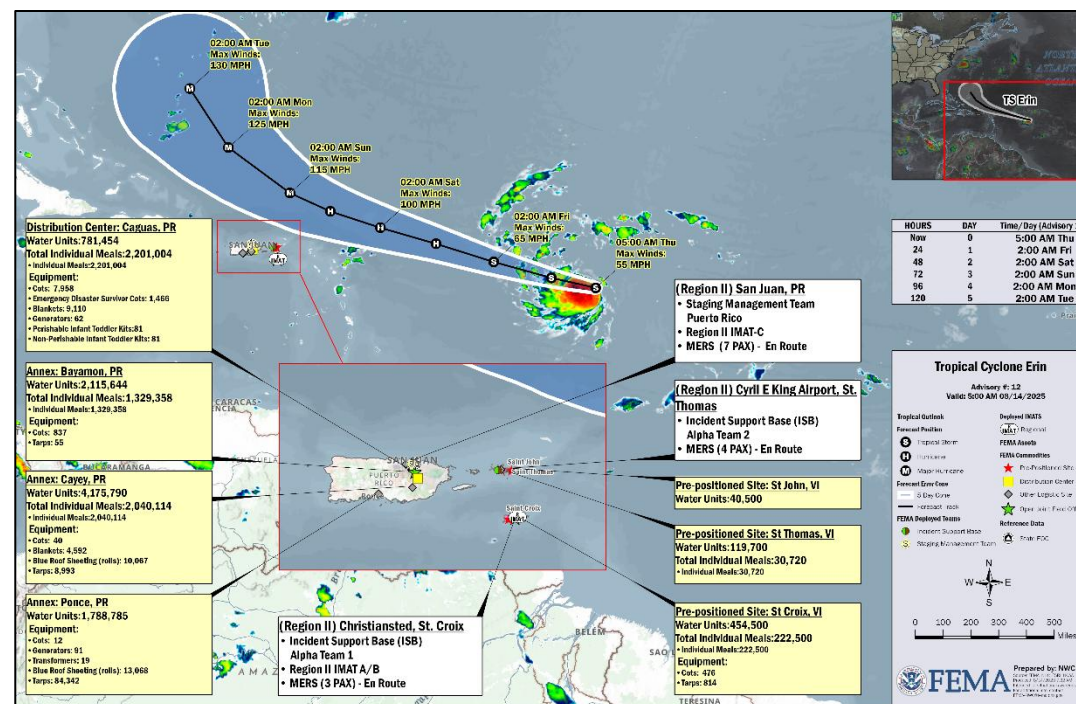 02:00 AM Tue
Max Winds:
130 MPH
02:00 AM Mon
Max Winds:
125 MPH
02:00 AM Sun
Max Winds:
115 MPH
02:00 AM Sat
Max Winds:
100 MPH
02:00 AM Fri
Max Winds:
65 MPH
05:00 AM Thu
Max Winds:
55 MPH
M
M
M
H
H
H
S
S
S
TS Erin
SAN JUAN
IMAT
Distribution Center: Caguas, PR
Water Units:781,454
Total Individual Meals:2,201,004
• Individual Meals:2,201,004
Equipment:
• Cots: 7,958
• Emergency Disaster Survivor Cots: 1,466
• Blankets: 9,110
• Generators: 62
• Perishable Infant Toddler Kits:81
• Non-Perishable Infant Toddler Kits: 81
Annex: Bayamon, PR
Water Units:2,115,644
Total Individual Meals:1,329,358
• Individual Meals:1,329,358
Equipment:
• Cots: 837
• Tarps: 55
Annex: Cayey, PR
Water Units:4,175,790
Total Individual Meals:2,040,114
• Individual Meals:2,040,114
Equipment:
• Cots: 40
• Blankets: 4,592
• Blue Roof Sheeting (rolls): 10,067
• Tarps: 8,993
Annex: Ponce, PR
Water Units:1,788,785
Equipment:
• Cots: 12
• Generators: 91
• Transformers: 19
• Blue Roof Sheeting (rolls): 13,068
• Tarps: 84,342
(Region II) San Juan, PR
• Staging Management Team
Puerto Rico
• Region II IMAT-C
• MERS (7 PAX) - En Route
(Region II) Cyril E King Airport, St.
Thomas
• Incident Support Base (ISB)
Alpha Team 2
• MERS (4 PAX) - En Route
Pre-positioned Site: St John, VI
Water Units:40,500
Pre-positioned Site: St Thomas, VI
Water Units:119,700
Total Individual Meals:30,720
• Individual Meals:30,720
Pre-positioned Site: St Croix, VI
Water Units:454,500
Total Individual Meals:222,500
• Individual Meals:222,500
Equipment:
• Cots: 476
• Tarps: 814
(Region II) Christiansted, St. Croix
• Incident Support Base (ISB)
Alpha Team 1
• Region II IMAT A/B
• MERS (3 PAX) - En Route
SAN JUAN
PUERTO
RICO
Saint John
Saint Thomas
Saint Croix
IMAT
CARACAS
BUCARAMANGA
BELÉM
TERESINA
HOURS DAY Time/Day (Advisory
Now 0 5:00 AM Thu
24 1 2:00 AM Fri
48 2 2:00 AM Sat
72 3 2:00 AM Sun
96 4 2:00 AM Mon
120 5 2:00 AM Tue
Tropical Cyclone Erin
Advisory #: 12
Valid: 5:00 AM 08/14/2025
Tropical Outlook
Forecast Position
S Tropical Storm
H Hurricane
M Major Hurricane
Forecast Error Cone
5 Day Cone
Forecast Track
FEMA Deployed Teams
Incident Support Base
S Staging Management Team
Deployed IMATS
IMAT Regional
FEMA Assets
FEMA Commodities
Pre-Positioned Site
Distribution Center
Other Logistic Site
Open Joint Field Off
Reference Data
State EOC
N
W E
S
0 100 200 300 400 500
Miles
FEMA
Prepared by: NWC